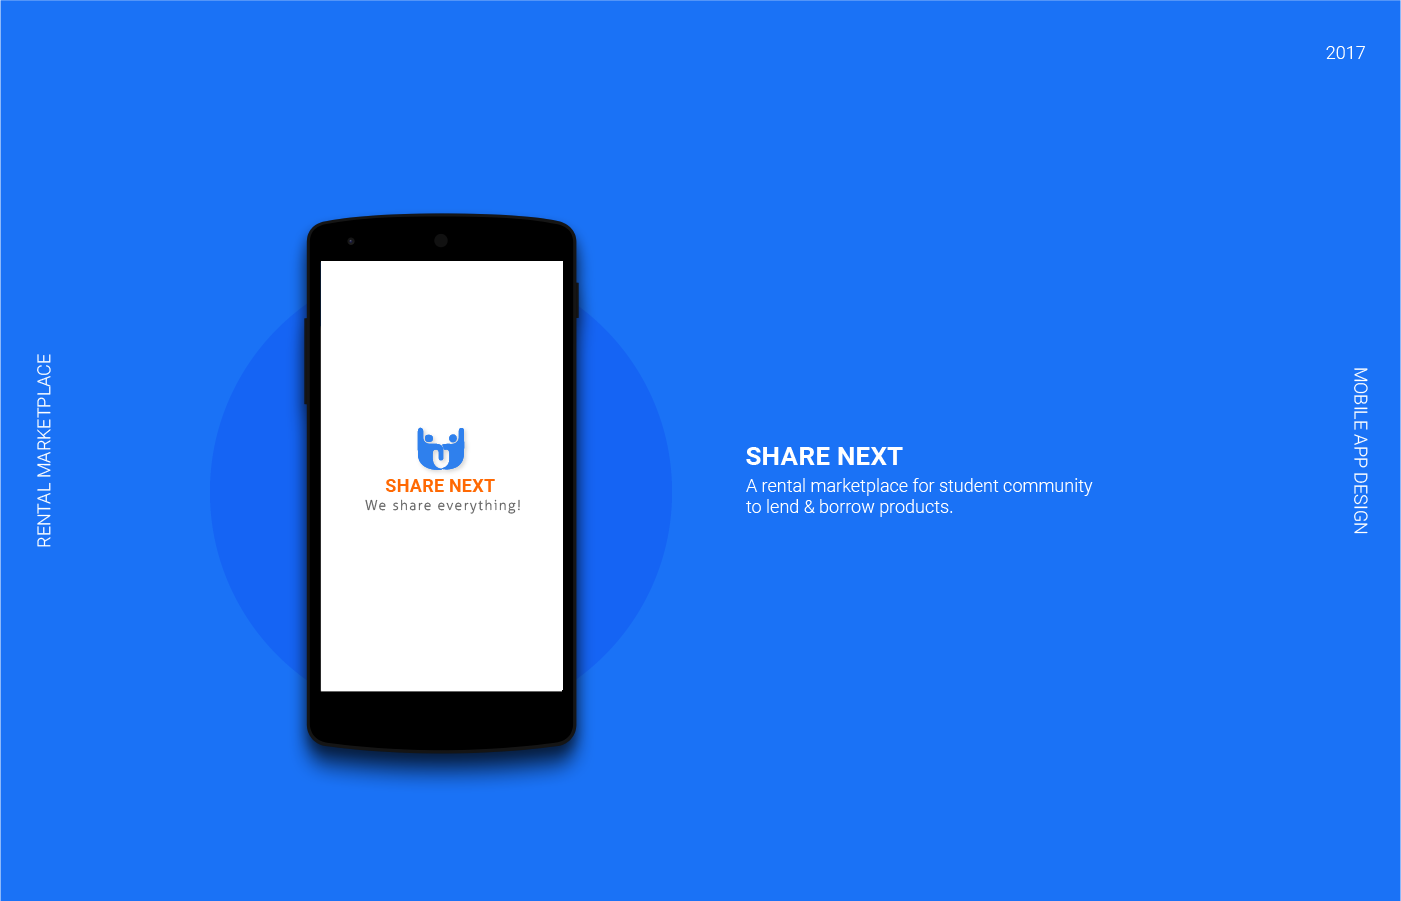 2017
RENTAL MARKETPLACE
SHARE NEXT
We share everything!
SHARE NEXT
A rental marketplace for student community
to lend & borrow products.
MOBILE APP DESIGN